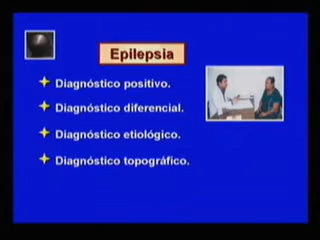 Epilepsia
Diagnóstico positivo.
Diagnóstico diferencial.
Diagnóstico etiológico.
Diagnóstico topográfico.